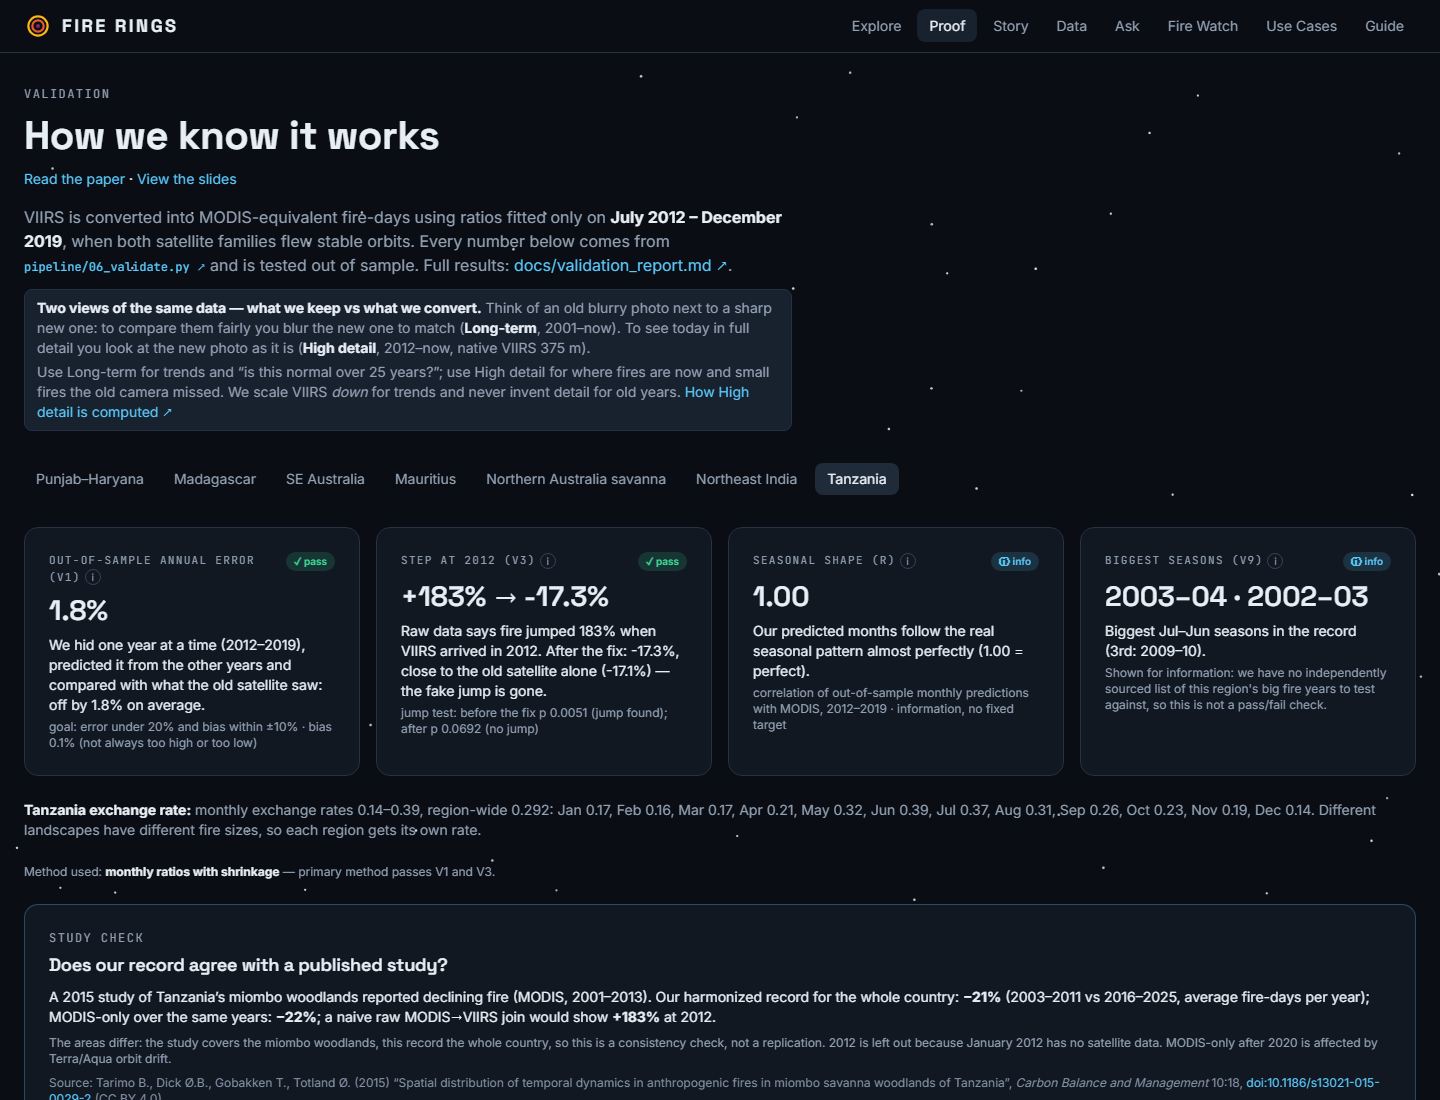 FIRE RINGS
Explore Proof Story Data Ask Fire Watch Use Cases Guide
VALIDATION
How we know it works
Read the paper · View the slides
VIIRS is converted into MODIS-equivalent fire-days using ratios fitted only on July 2012 – December
2019, when both satellite families flew stable orbits. Every number below comes from
pipeline/06_validate.py ↗ and is tested out of sample. Full results: docs/validation_report.md ↗.
Two views of the same data — what we keep vs what we convert. Think of an old blurry photo next to a sharp
new one: to compare them fairly you blur the new one to match (Long-term, 2001–now). To see today in full
detail you look at the new photo as it is (High detail, 2012–now, native VIIRS 375 m).
Use Long-term for trends and “is this normal over 25 years?”; use High detail for where fires are now and small
fires the old camera missed. We scale VIIRS down for trends and never invent detail for old years. How High
detail is computed ↗
Punjab–Haryana Madagascar SE Australia Mauritius Northern Australia savanna Northeast India Tanzania
OUT-OF-SAMPLE ANNUAL ERROR
(V1) i
✓ pass
1.8%
We hid one year at a time (2012–2019),
predicted it from the other years and
compared with what the old satellite saw:
off by 1.8% on average.
goal: error under 20% and bias within ±10% · bias
0.1% (not always too high or too low)
STEP AT 2012 (V3) i
✓ pass
+183% → -17.3%
Raw data says fire jumped 183% when
VIIRS arrived in 2012. After the fix: -17.3%,
close to the old satellite alone (-17.1%) —
the fake jump is gone.
jump test: before the fix p 0.0051 (jump found);
after p 0.0692 (no jump)
SEASONAL SHAPE (R) i
ⓘ info
1.00
Our predicted months follow the real
seasonal pattern almost perfectly (1.00 =
perfect).
correlation of out-of-sample monthly predictions
with MODIS, 2012–2019 · information, no fixed
target
BIGGEST SEASONS (V9) i
ⓘ info
2003–04 · 2002–03
Biggest Jul–Jun seasons in the record
(3rd: 2009–10).
Shown for information: we have no independently
sourced list of this region's big fire years to test
against, so this is not a pass/fail check.
Tanzania exchange rate: monthly exchange rates 0.14–0.39, region-wide 0.292: Jan 0.17, Feb 0.16, Mar 0.17, Apr 0.21, May 0.32, Jun 0.39, Jul 0.37, Aug 0.31, Sep 0.26, Oct 0.23, Nov 0.19, Dec 0.14. Different
landscapes have different fire sizes, so each region gets its own rate.
Method used: monthly ratios with shrinkage — primary method passes V1 and V3.
STUDY CHECK
Does our record agree with a published study?
A 2015 study of Tanzania’s miombo woodlands reported declining fire (MODIS, 2001–2013). Our harmonized record for the whole country: −21% (2003–2011 vs 2016–2025, average fire-days per year);
MODIS-only over the same years: −22%; a naive raw MODIS→VIIRS join would show +183% at 2012.
The areas differ: the study covers the miombo woodlands, this record the whole country, so this is a consistency check, not a replication. 2012 is left out because January 2012 has no satellite data. MODIS-only after 2020 is affected by
Terra/Aqua orbit drift.
Source: Tarimo B., Dick Ø.B., Gobakken T., Totland Ø. (2015) “Spatial distribution of temporal dynamics in anthropogenic fires in miombo savanna woodlands of Tanzania”, Carbon Balance and Management 10:18, doi:10.1186/s13021-015-
0029-2 (CC BY 4.0)